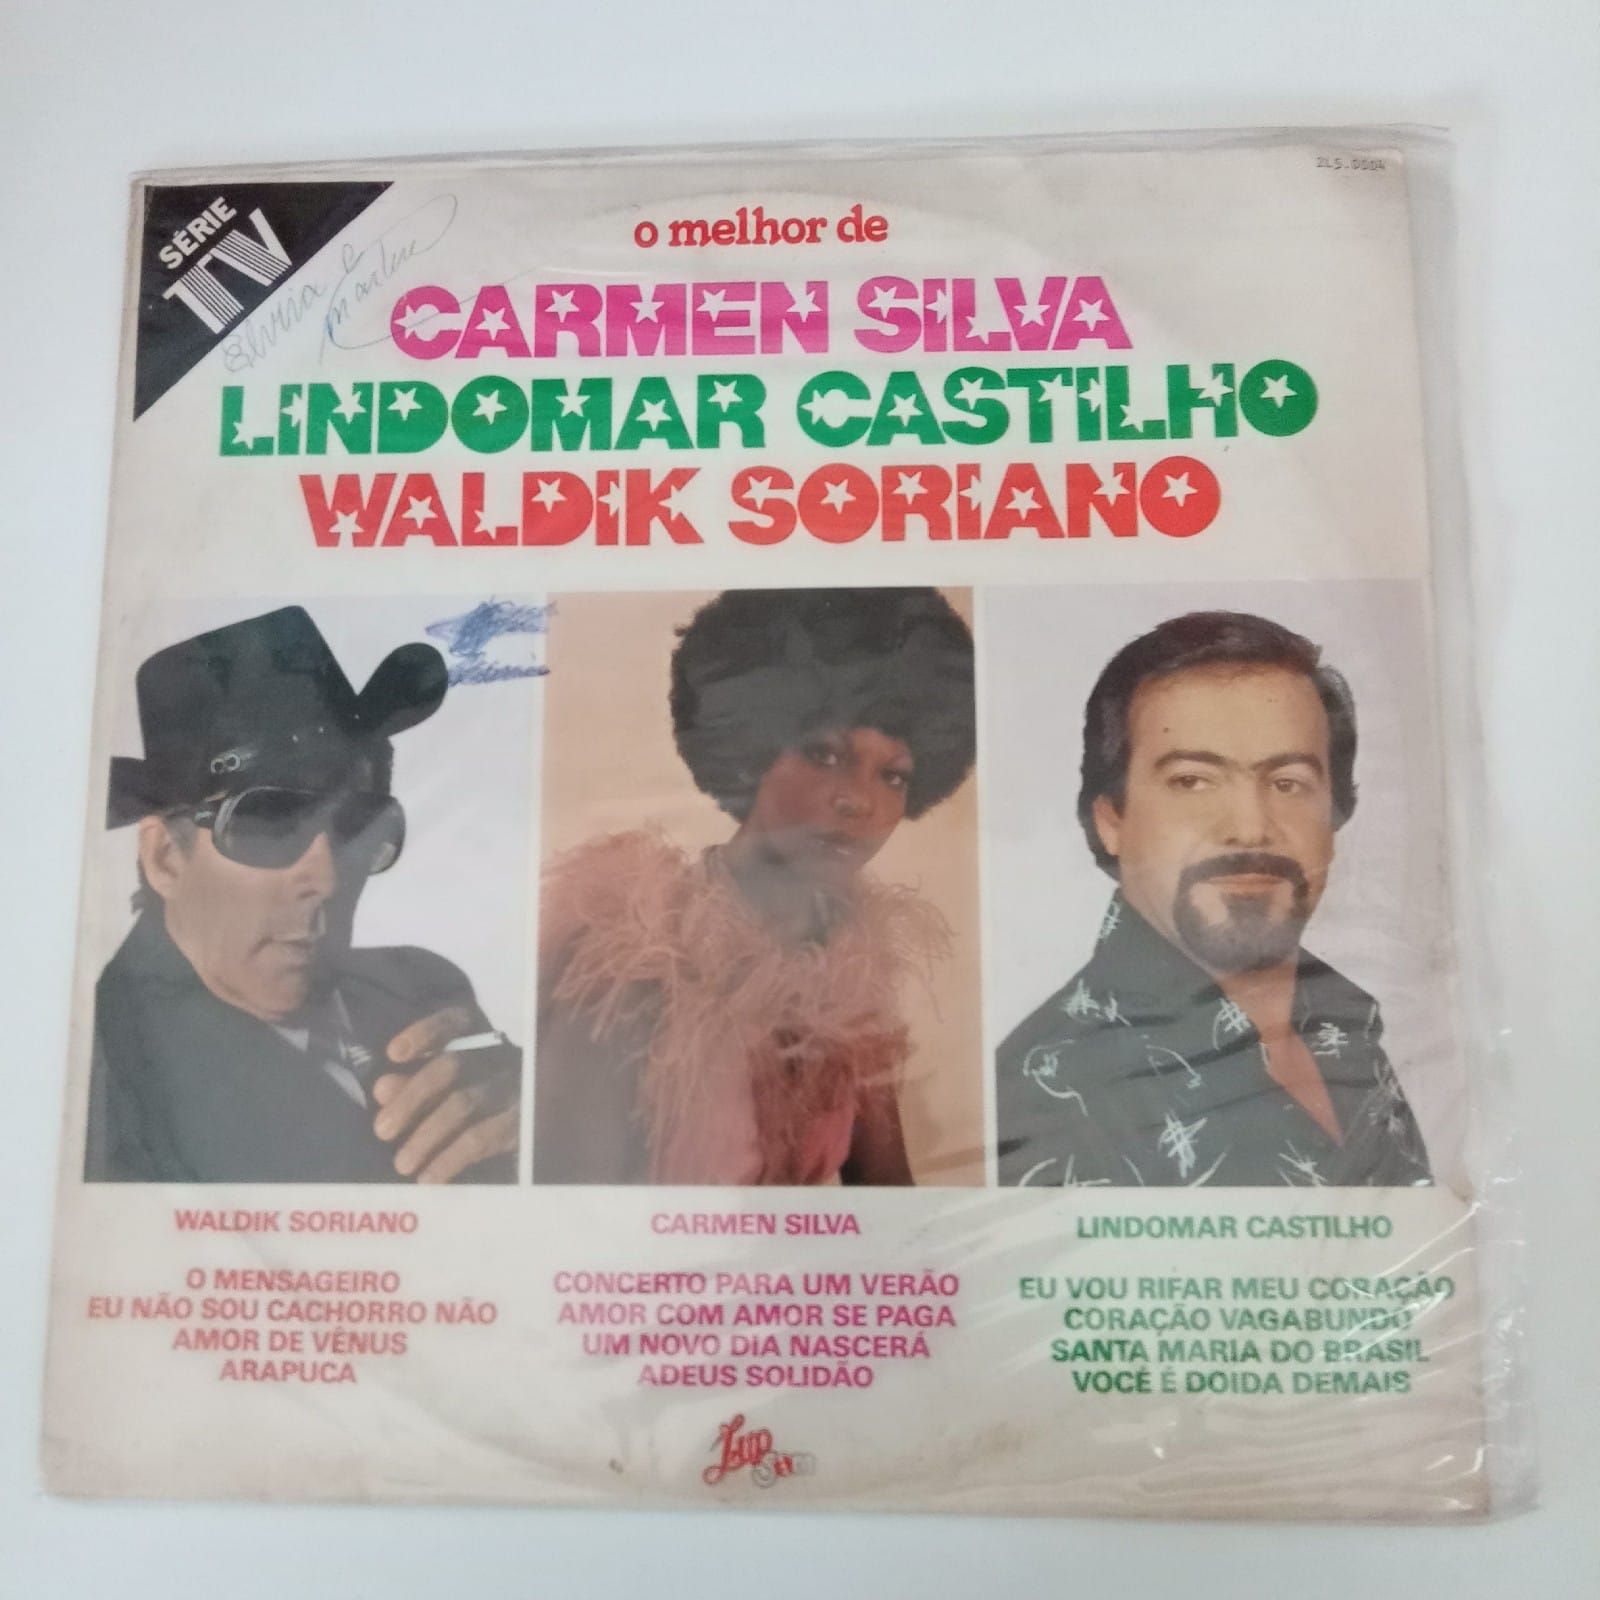 2LS.0004
SÉRIE
TV
o melhor de
CARMEN SILVA
LINDOMAR CASTILHO
WALDIK SORIANO
WALDIK SORIANO
O MENSAGEIRO
EU NÃO SOU CACHORRO NÃO
AMOR DE VÊNUS
ARAPUCA
CARMEN SILVA
CONCERTO PARA UM VERÃO
AMOR COM AMOR SE PAGA
UM NOVO DIA NASCERÁ
ADEUS SOLIDÃO
LINDOMAR CASTILHO
EU VOU RIFAR MEU CORAÇÃO
CORAÇÃO VAGABUNDO
SANTA MARIA DO BRASIL
VOCÊ É DOIDA DEMAIS